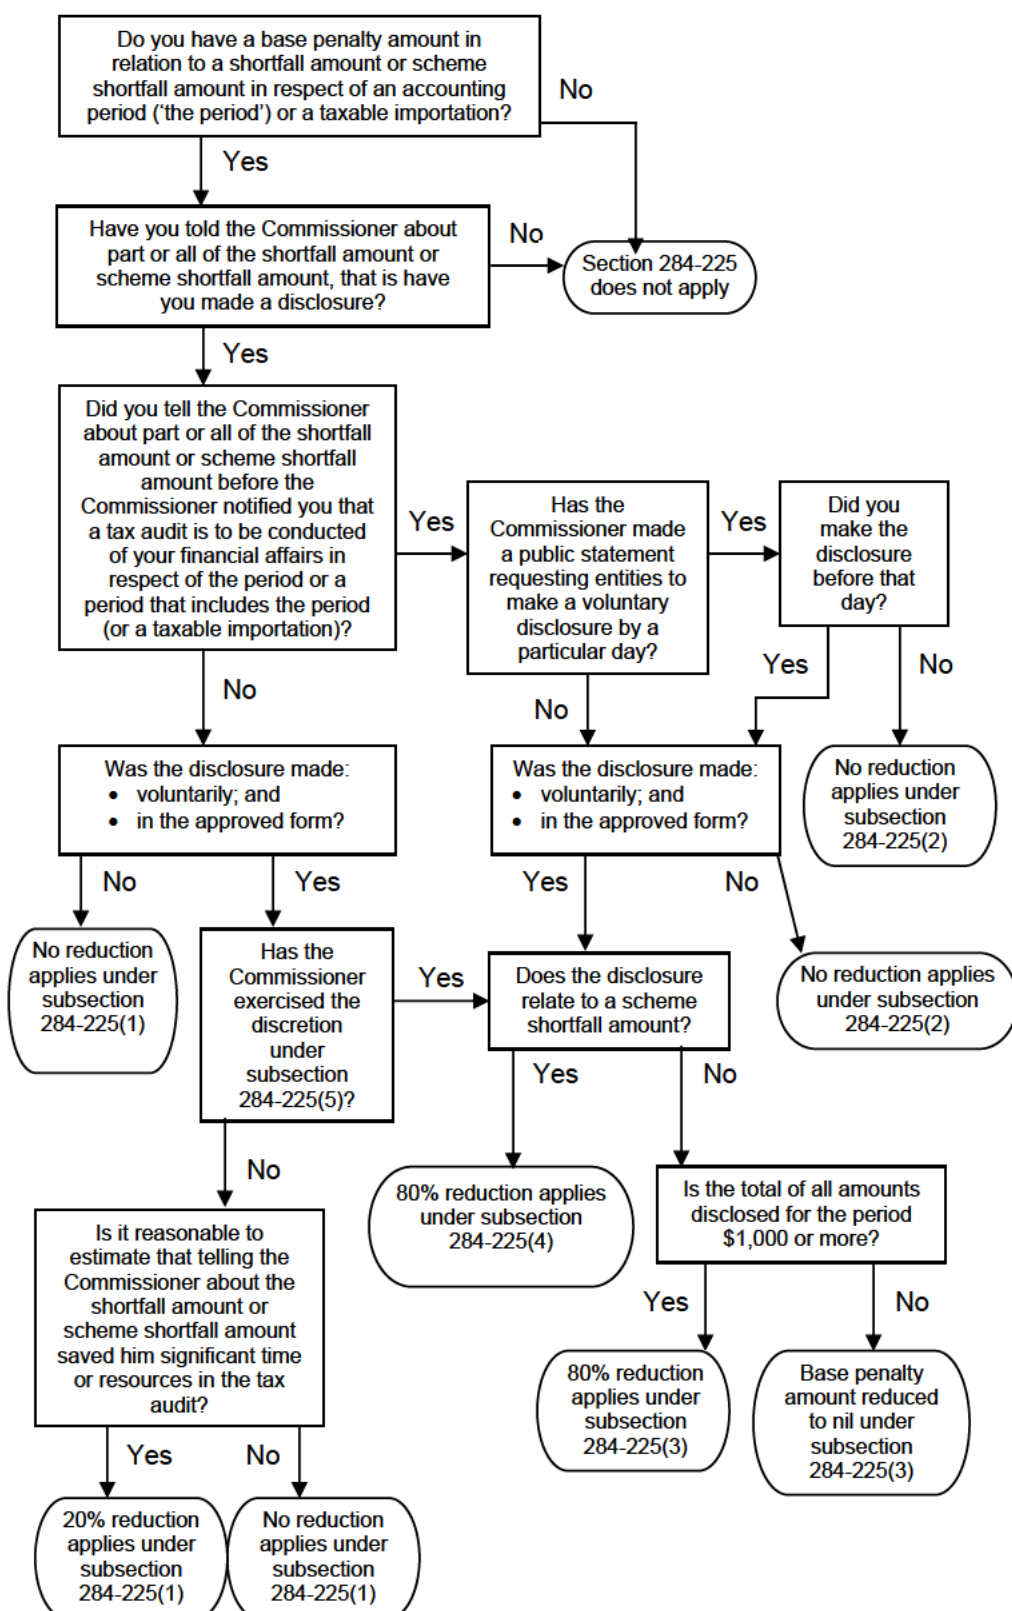 Do you have a base penalty amount in
relation to a shortfall amount or scheme
shortfall amount in respect of an accounting
period (‘the period’) or a taxable importation?
No
Yes
Have you told the Commissioner about
part or all of the shortfall amount or
scheme shortfall amount, that is have
you made a disclosure?
No
Section 284-225
does not apply
Yes
Did you tell the Commissioner
about part or all of the shortfall
amount or scheme shortfall
amount before the
Commissioner notified you that
a tax audit is to be conducted
of your financial affairs in
respect of the period or a
period that includes the period
(or a taxable importation)?
Yes
Has the
Commissioner made
a public statement
requesting entities to
make a voluntary
disclosure by a
particular day?
Yes
Did you
make the
disclosure
before that
day?
No
No
Yes
No
Was the disclosure made:
• voluntarily; and
• in the approved form?
Was the disclosure made:
• voluntarily; and
• in the approved form?
No reduction
applies under
subsection
284-225(2)
No
Yes
Yes
No
No reduction
applies under
subsection
284-225(1)
Has the
Commissioner
exercised the
discretion
under
subsection
284-225(5)?
Yes
Does the disclosure
relate to a scheme
shortfall amount?
No reduction applies
under subsection
284-225(2)
Yes
No
No
80% reduction applies
under subsection
284-225(4)
Is the total of all amounts
disclosed for the period
$1,000 or more?
Is it reasonable to
estimate that telling the
Commissioner about the
shortfall amount or
scheme shortfall amount
saved him significant time
or resources in the tax
audit?
Yes
No
80% reduction
applies under
subsection
284-225(3)
Base penalty
amount reduced
to nil under
subsection
284-225(3)
Yes
No
20% reduction
applies under
subsection
284-225(1)
No reduction
applies under
subsection
284-225(1)